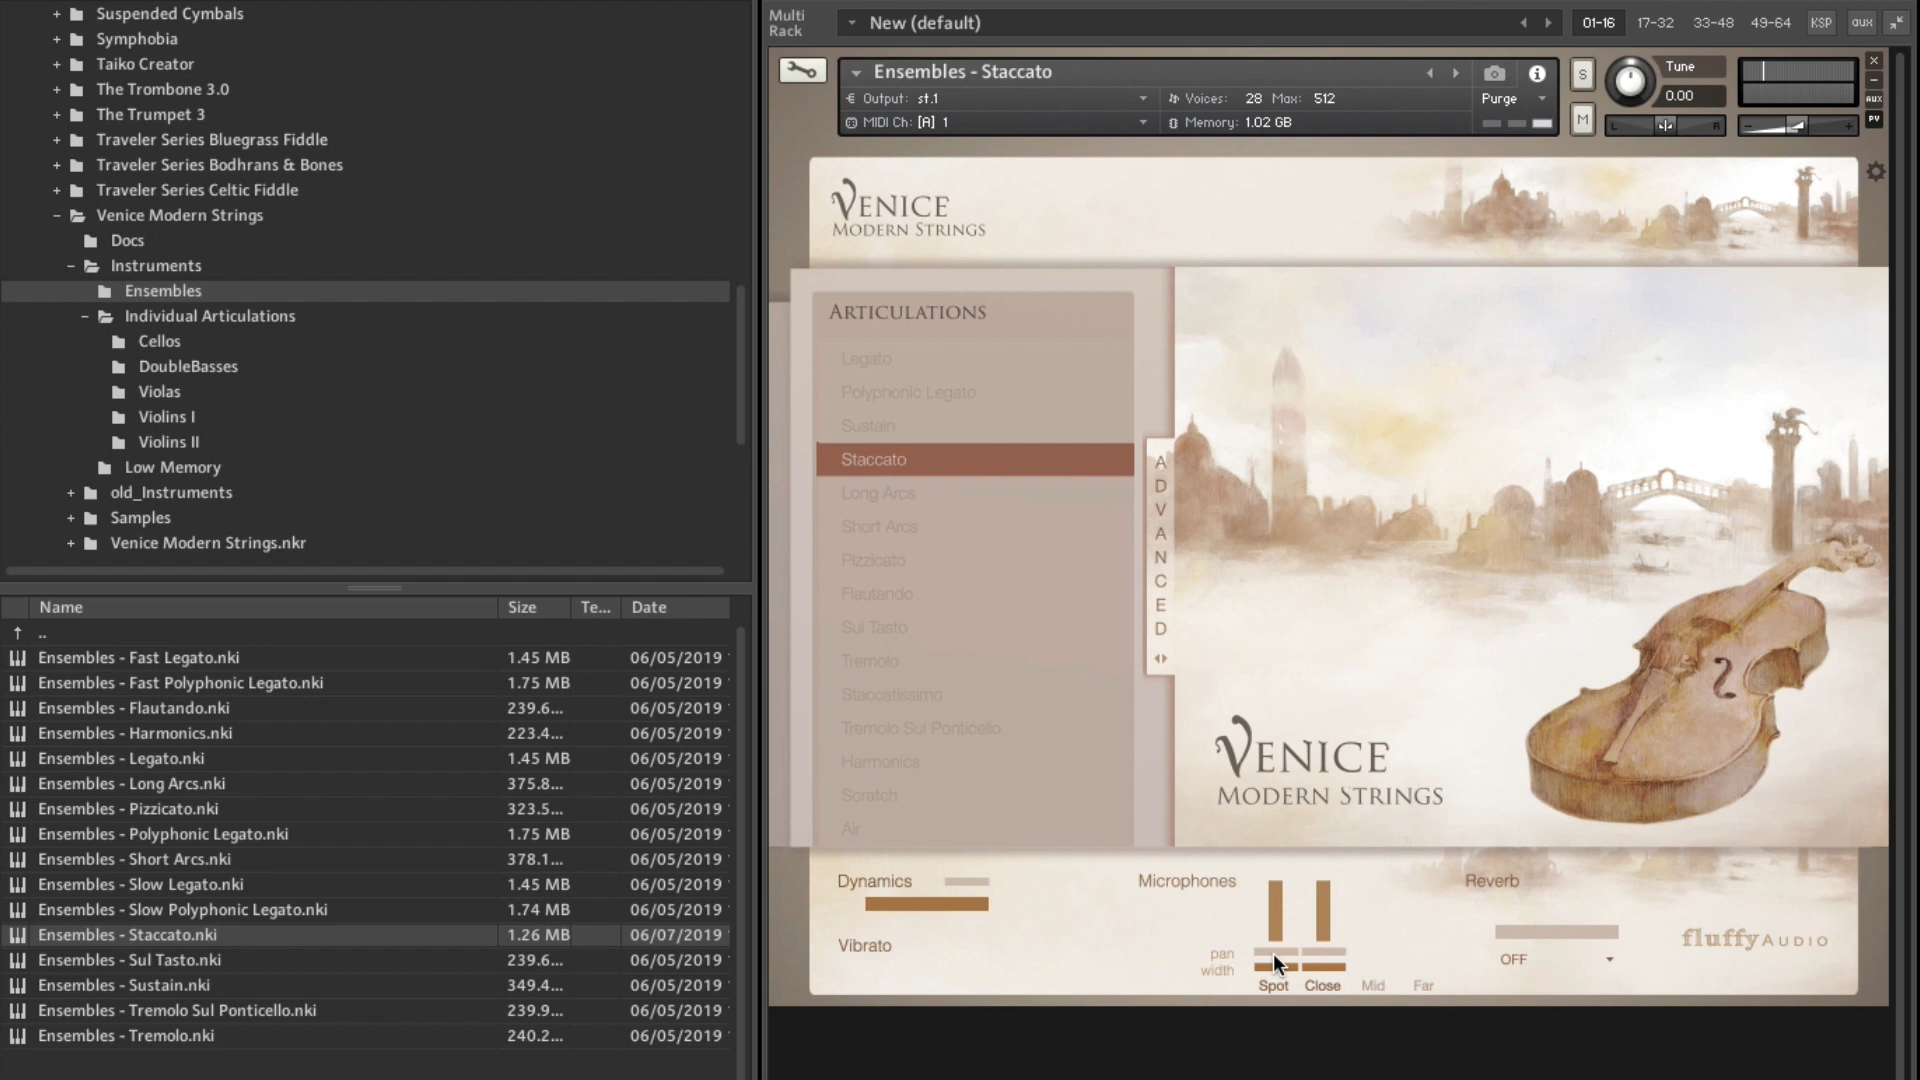 Suspended Cymbals
Symphobia
Taiko Creator
The Trombone 3.0
The Trumpet 3
Traveler Series Bluegrass Fiddle
Traveler Series Bodhrans & Bones
Traveler Series Celtic Fiddle
Venice Modern Strings
Docs
Instruments
Ensembles
Individual Articulations
Cellos
DoubleBasses
Violas
Violins I
Violins II
Low Memory
old_Instruments
Samples
Venice Modern Strings.nkr
Name Size Te... Date
..
Ensembles - Fast Legato.nki 1.45 MB 06/05/2019
Ensembles - Fast Polyphonic Legato.nki 1.75 MB 06/05/2019
Ensembles - Flautando.nki 239.6... 06/05/2019
Ensembles - Harmonics.nki 223.4... 06/05/2019
Ensembles - Legato.nki 1.45 MB 06/05/2019
Ensembles - Long Arcs.nki 375.8... 06/05/2019
Ensembles - Pizzicato.nki 323.5... 06/05/2019
Ensembles - Polyphonic Legato.nki 1.75 MB 06/05/2019
Ensembles - Short Arcs.nki 378.1... 06/05/2019
Ensembles - Slow Legato.nki 1.45 MB 06/05/2019
Ensembles - Slow Polyphonic Legato.nki 1.74 MB 06/05/2019
Ensembles - Staccato.nki 1.26 MB 06/07/2019
Ensembles - Sul Tasto.nki 239.6... 06/05/2019
Ensembles - Sustain.nki 349.4... 06/05/2019
Ensembles - Tremolo Sul Ponticello.nki 239.9... 06/05/2019
Ensembles - Tremolo.nki 240.2... 06/05/2019
Multi Rack
New (default)
01-16 17-32 33-48 49-64 KSP aux
Ensembles - Staccato
Output: st.1 Voices: 28 Max: 512 Purge
MIDI Ch: [A] 1 Memory: 1.02 GB
S
M
Tune
0.00
L R
AUX
PV
VENICE
MODERN STRINGS
ARTICULATIONS
Legato
Polyphonic Legato
Sustain
Staccato
Long Arcs
Short Arcs
Pizzicato
Flautando
Sul Tasto
Tremolo
Staccatissimo
Tremolo Sul Ponticello
Harmonics
Scratch
Air
ADVANCED
VENICE
MODERN STRINGS
Dynamics
Vibrato
Microphones
pan
width
Spot Close Mid Far
Reverb
OFF
fluffyAUDIO